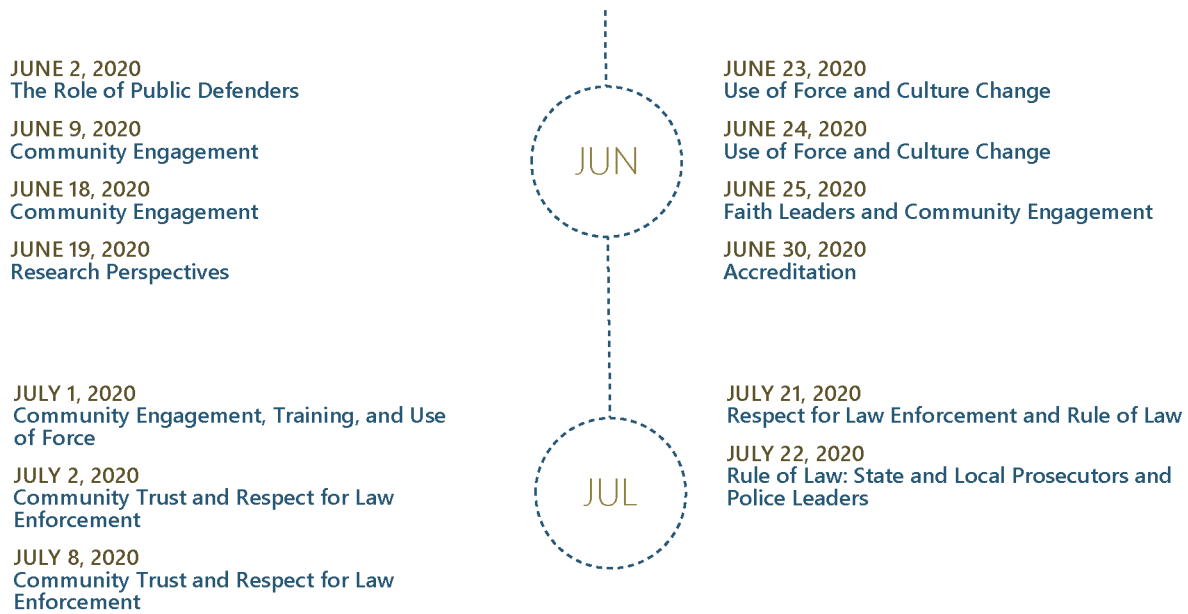 JUNE 2, 2020
The Role of Public Defenders
JUNE 9, 2020
Community Engagement
JUNE 18, 2020
Community Engagement
JUNE 19, 2020
Research Perspectives
JUN
JUNE 23, 2020
Use of Force and Culture Change
JUNE 24, 2020
Use of Force and Culture Change
JUNE 25, 2020
Faith Leaders and Community Engagement
JUNE 30, 2020
Accreditation
JULY 1, 2020
Community Engagement, Training, and Use
of Force
JULY 2, 2020
Community Trust and Respect for Law
Enforcement
JULY 8, 2020
Community Trust and Respect for Law
Enforcement
JUL
JULY 21, 2020
Respect for Law Enforcement and Rule of Law
JULY 22, 2020
Rule of Law: State and Local Prosecutors and
Police Leaders